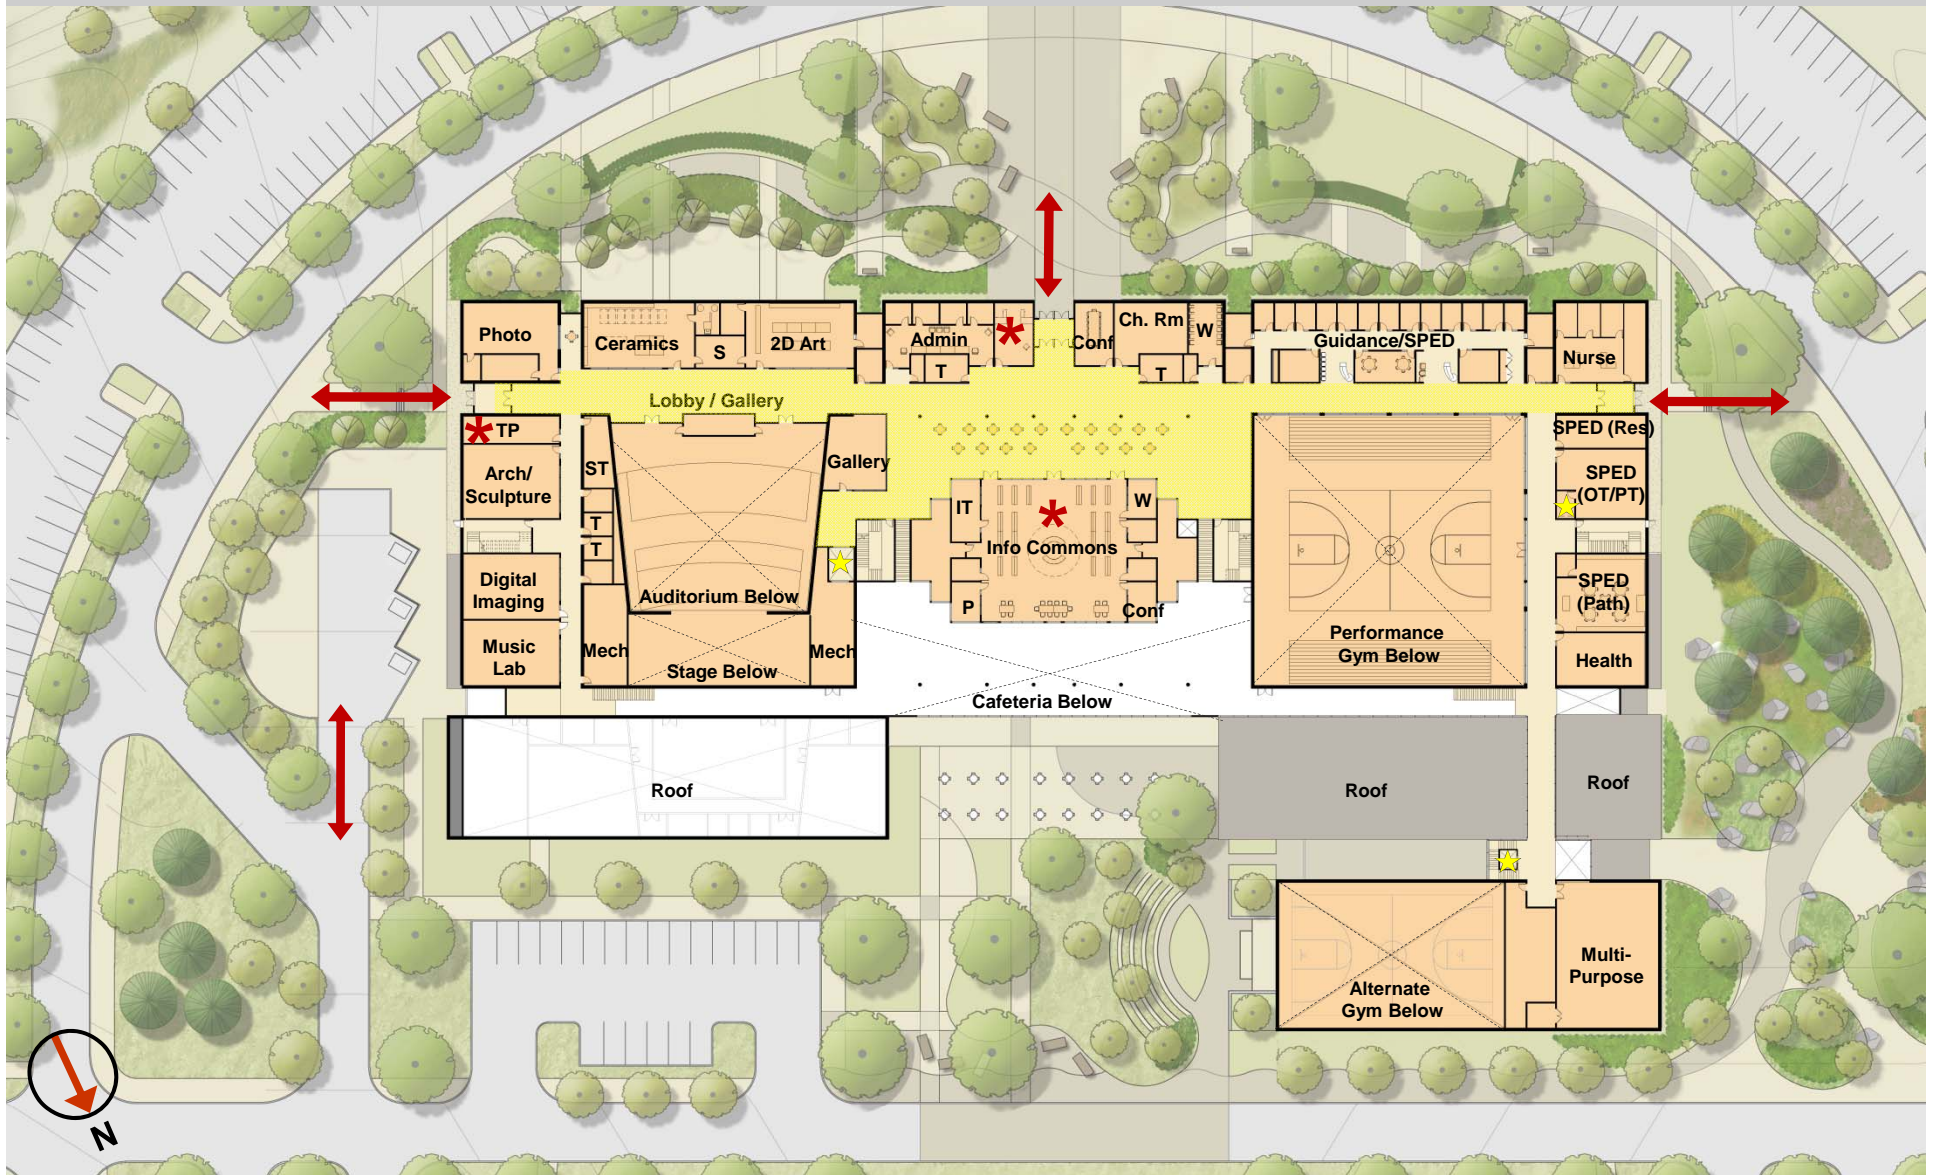 Photo
Ceramics
S
2D Art
Admin
T
Conf
Ch. Rm
W
T
Guidance/SPED
Nurse
Lobby / Gallery
TP
Arch/
Sculpture
ST
T
T
Gallery
IT
W
Info Commons
P
Conf
SPED (Res)
SPED
(OT/PT)
SPED
(Path)
Health
Digital
Imaging
Music
Lab
Mech
Auditorium Below
Stage Below
Mech
Performance
Gym Below
Cafeteria Below
Roof
Roof
Roof
Alternate
Gym Below
Multi-
Purpose
N